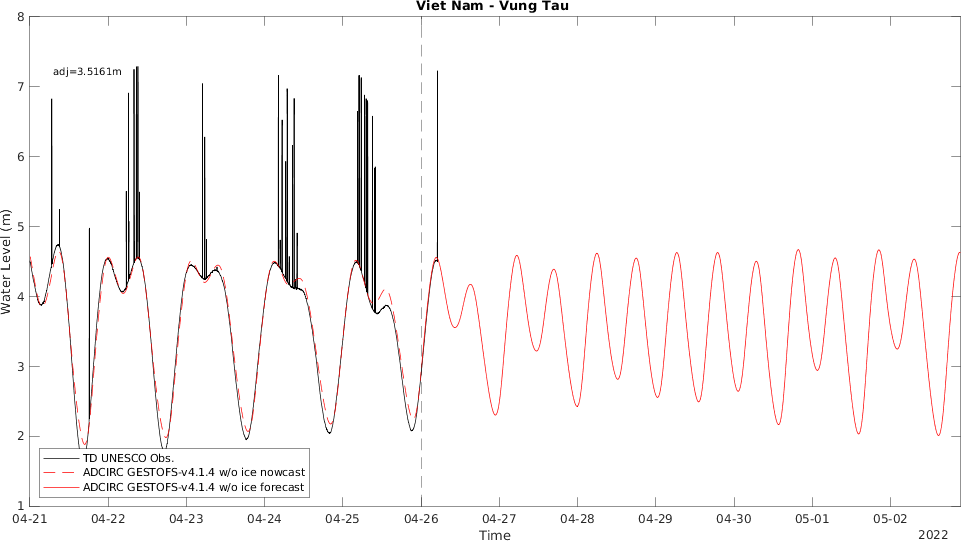 Viet Nam - Vung Tau
8
adj=3.5161m
7
6
5
Water Level (m)
4
3
2
TD UNESCO Obs.
ADCIRC GESTOFS-v4.1.4 w/o ice nowcast
ADCIRC GESTOFS-v4.1.4 w/o ice forecast
1
04-21 04-22 04-23 04-24 04-25 04-26 04-27 04-28 04-29 04-30 05-01 05-02
Time
2022